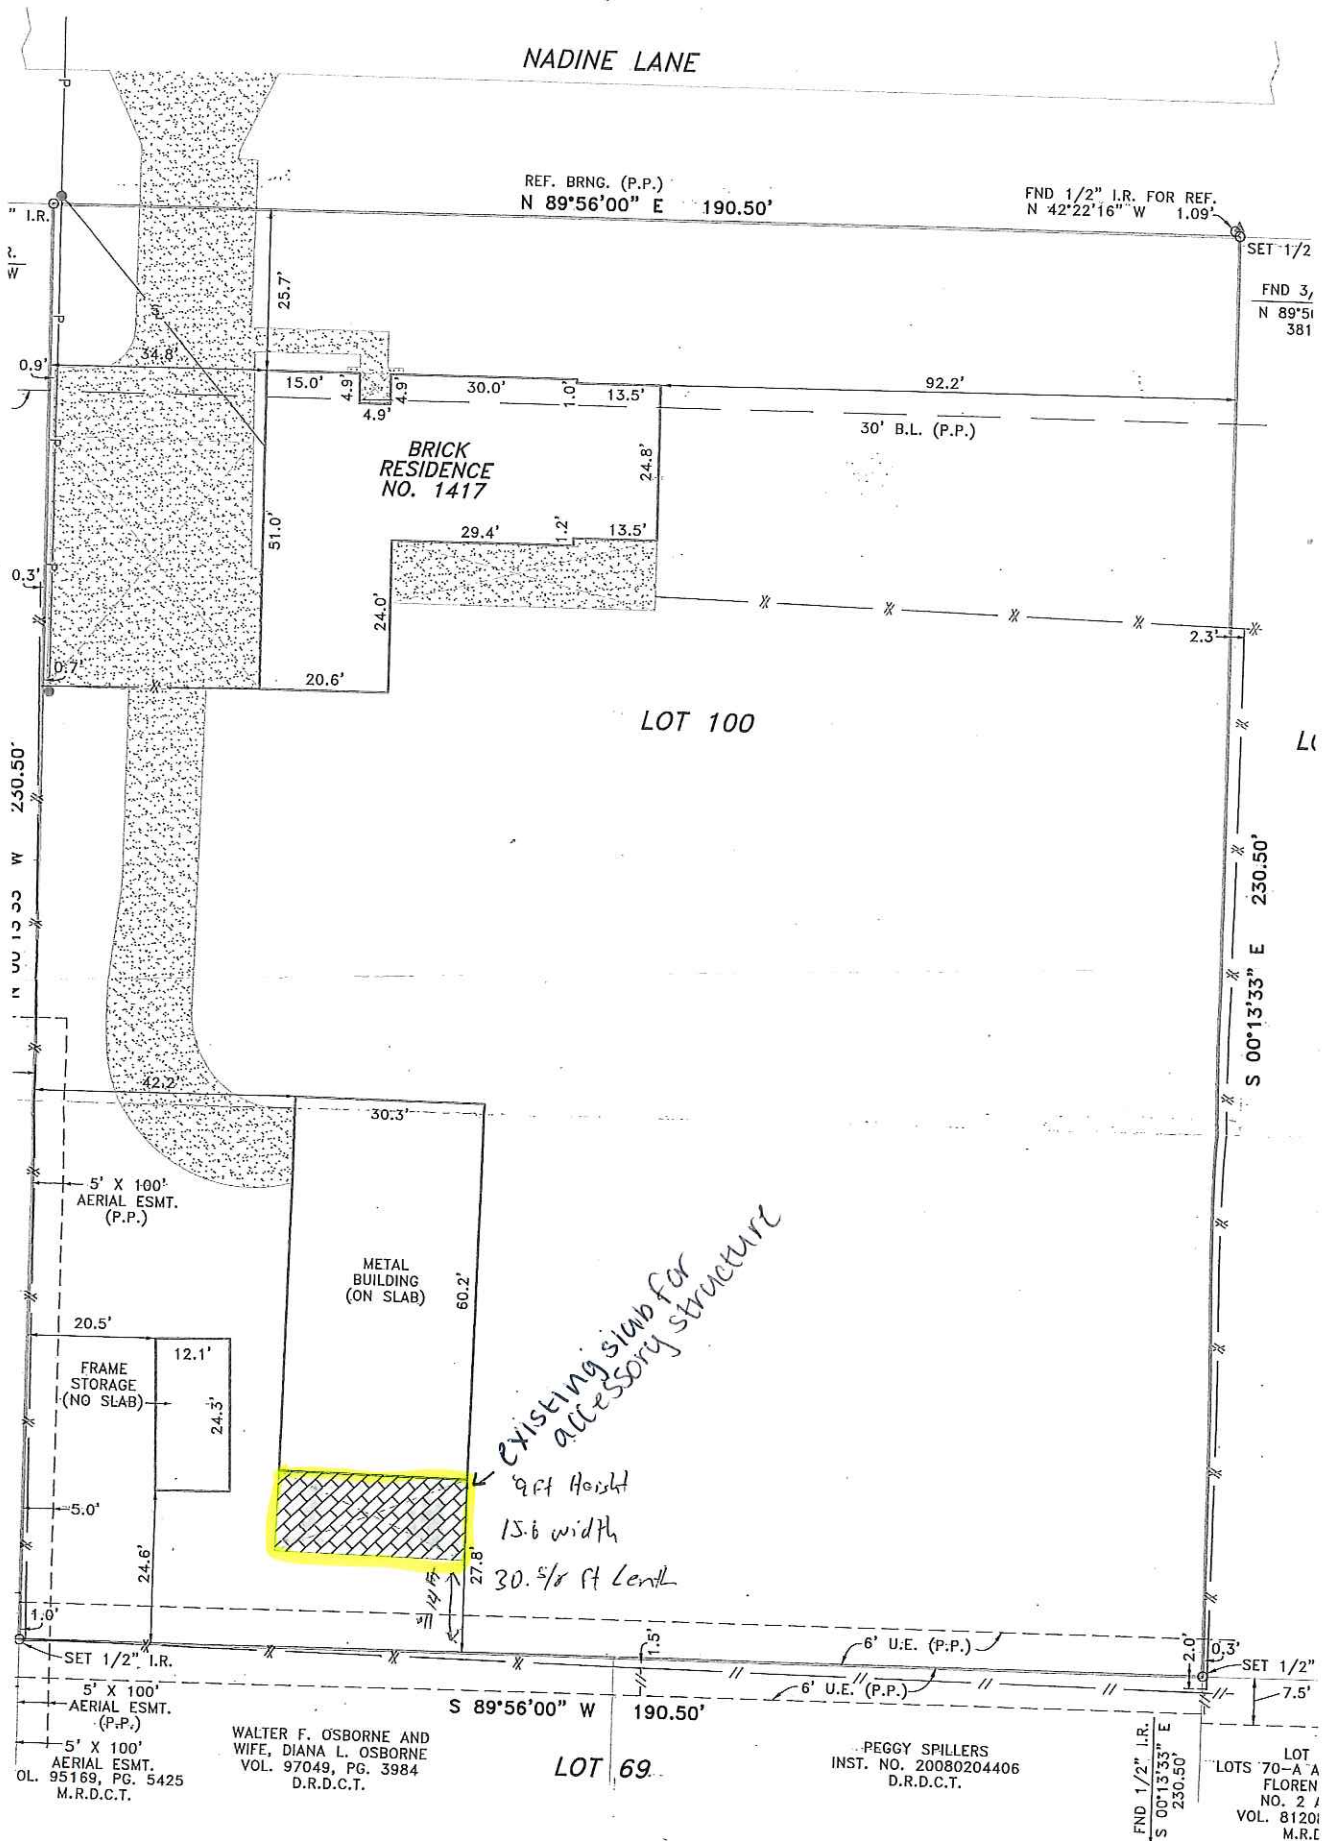 NADINE LANE
P
REF. BRNG. (P.P.)
N 89°56'00" E 190.50'
FND 1/2" I.R. FOR REF.
N 42°22'16" W 1.09'
" I.R.
SET 1/2
R.
W
FND 3/
N 89°56
381
25.7'
P
34.8'
0.9'
15.0'
4.9'
4.9'
4.9'
30.0'
1.0'
13.5'
92.2'
30' B.L. (P.P.)
P
BRICK
RESIDENCE
NO. 1417
24.8'
51.0'
29.4'
1.2'
13.5'
P
0.3'
24.0'
2.3'
0.7'
20.6'
LOT 100
LO
230.50'
W
N
S 00°13'33" E 230.50'
42.2'
30.3'
5' X 100'
AERIAL ESMT.
(P.P.)
METAL
BUILDING
(ON SLAB)
60.2'
existing slab for
accessory structure
20.5'
12.1'
FRAME
STORAGE
(NO SLAB)
24.3'
9ft Height
15.6 width
30.5/8 ft Lenth
5.0'
24.6'
27.8'
1.0'
1.5'
6' U.E. (P.P.)
2.0'
0.3'
SET 1/2" I.R.
SET 1/2"
6' U.E. (P.P.)
7.5'
5' X 100'
AERIAL ESMT.
(P.P.)
S 89°56'00" W 190.50'
5' X 100'
AERIAL ESMT.
OL. 95169, PG. 5425
M.R.D.C.T.
WALTER F. OSBORNE AND
WIFE, DIANA L. OSBORNE
VOL. 97049, PG. 3984
D.R.D.C.T.
LOT 69
PEGGY SPILLERS
INST. NO. 20080204406
D.R.D.C.T.
FND 1/2" I.R.
S 00°13'33" E
230.50'
LOT
LOTS 70-A A
FLOREN
NO. 2
VOL. 8120
M.R.D